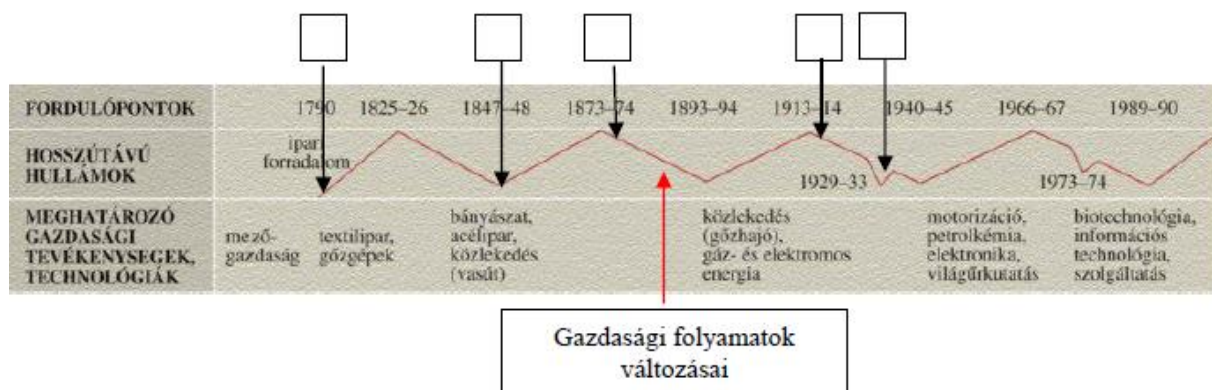 FORDULÓPONTOK 1790 1825–26 1847–48 1873–74 1893–94 1913–14 1940–45 1966–67 1989–90
HOSSZÚTÁVÚ
HULLÁMOK
ipari
forradalom
1929–33
1973–74
MEGHATÁROZÓ
GAZDASÁGI
TEVÉKENYSEGEK,
TECHNOLÓGIÁK
mező-
gazdaság
textilipar,
gőzgépek
bányászat,
acélipar,
közlekedés
(vasút)
közlekedés
(gőzhajó),
gáz- és elektromos
energia
motorizáció,
petrolkémia,
elektronika,
világűrkutatás
biotechnológia,
információs
technológia,
szolgáltatás
Gazdasági folyamatok
változásai